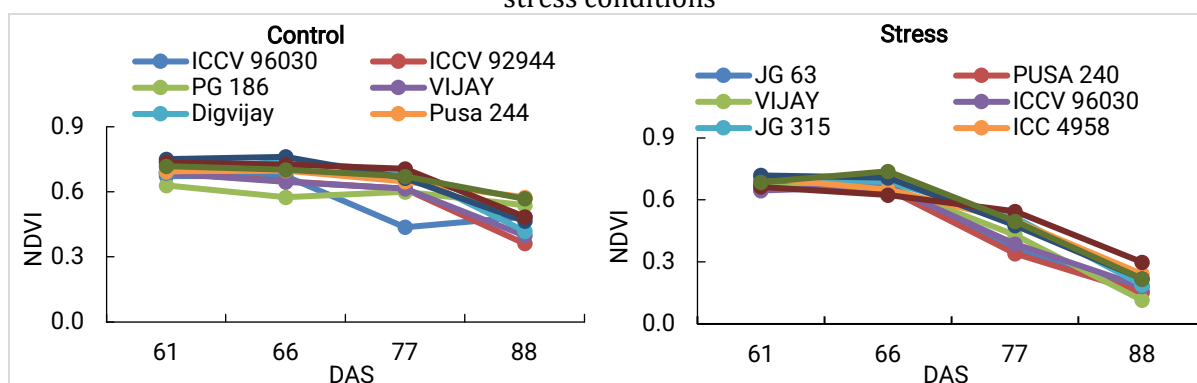 stress conditions
Control
ICCV 96030 ICCV 92944
PG 186 VIJAY
Digvijay Pusa 244
0.9
0.6
0.3
0.0
NDVI
61 66 77 88
DAS
Stress
JG 63 PUSA 240
VIJAY ICCV 96030
JG 315 ICC 4958
0.9
0.6
0.3
0.0
NDVI
61 66 77 88
DAS